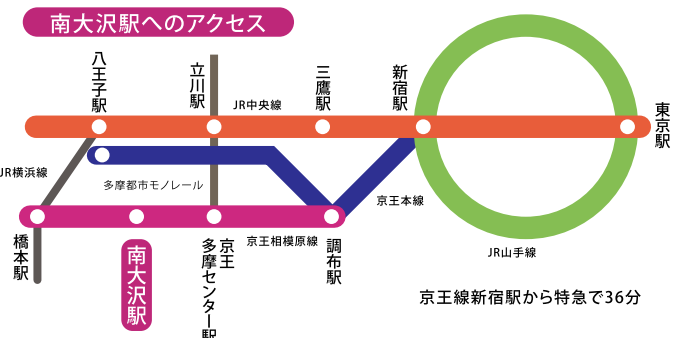 南大沢駅へのアクセス
八王子駅
立川駅
三鷹駅
新宿駅
東京駅
JR中央線
JR横浜線
多摩都市モノレール
京王本線
京王相模原線
橋本駅
南大沢駅
京王
多摩センター駅
調布駅
JR山手線
京王線新宿駅から特急で36分